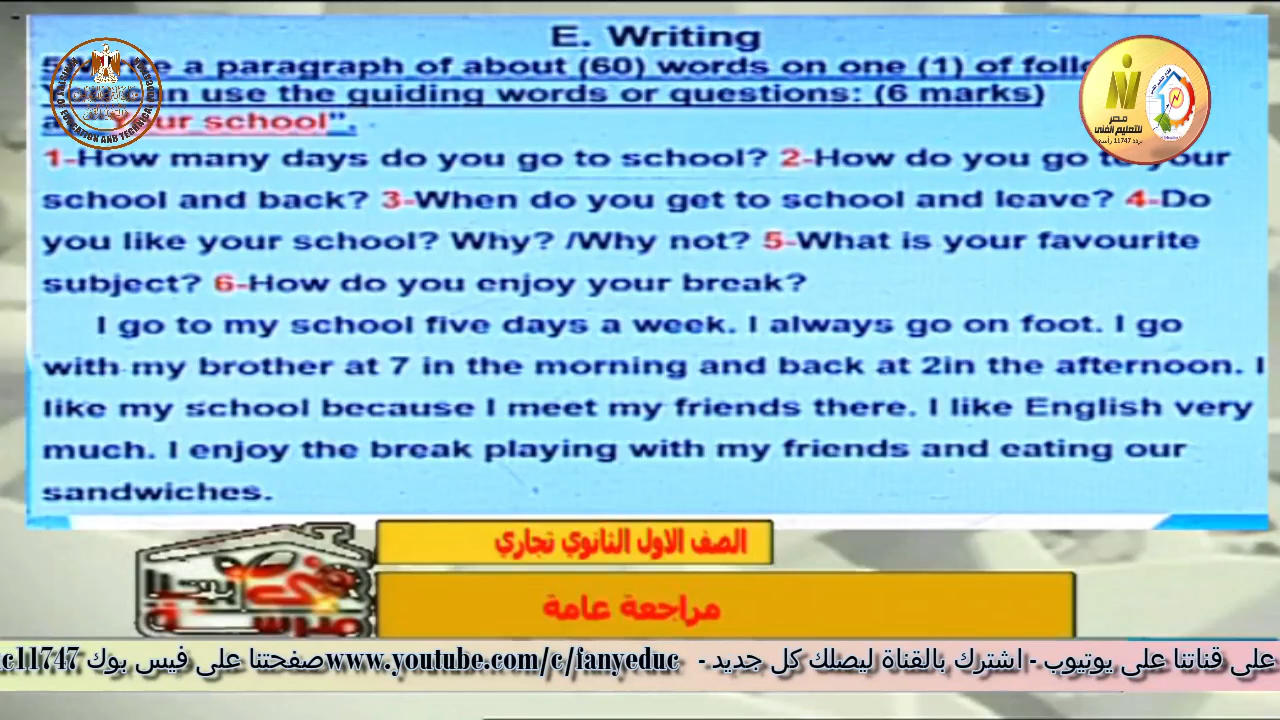 E. Writing
a paragraph of about (60) words on one (1) of
use the guiding words or questions: (6 marks)
your school”.
1-How many days do you go to school? 2-How do you go to your
school and back? 3-When do you get to school and leave? 4-Do
you like your school? Why? /Why not? 5-What is your favourite
subject? 6-How do you enjoy your break?
I go to my school five days a week. I always go on foot. I go
with my brother at 7 in the morning and back at 2in the afternoon. I
like my school because I meet my friends there. I like English very
much. I enjoy the break playing with my friends and eating our
sandwiches.
مصر
للتعليم الفنى
الصف الاول الثانوي تجاري
مراجعة عامة
على قناتنا على يوتيوب - اشترك بالقناة ليصلك كل جديد - www.youtube.com/c/fanyeduc صفحتنا على فيس بوك c11747